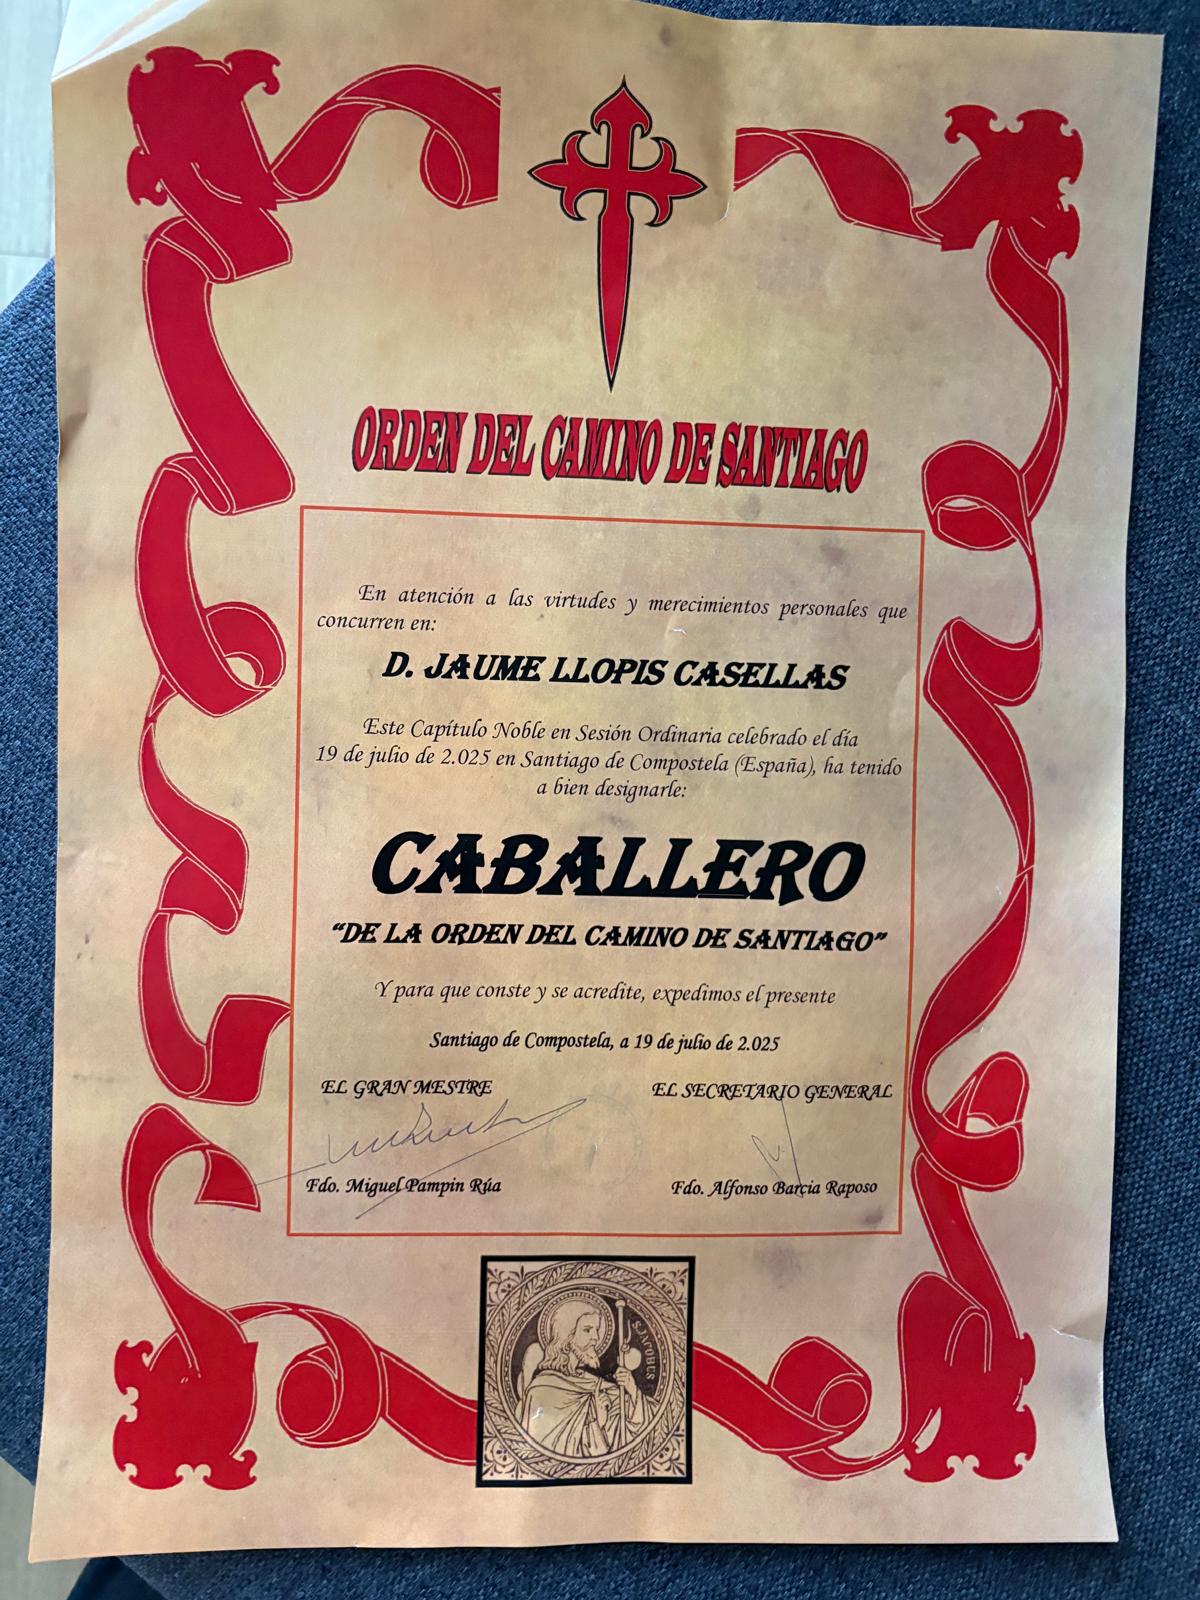 ORDEN DEL CAMINO DE SANTIAGO
En atención a las virtudes y merecimientos personales que
concurren en:
D. JAUME LLOPIS CASELLAS
Este Capítulo Noble en Sesión Ordinaria celebrado el día
19 de julio de 2.025 en Santiago de Compostela (España), ha tenido
a bien designarle:
CABALLERO
"DE LA ORDEN DEL CAMINO DE SANTIAGO"
Y para que conste y se acredite, expedimos el presente
Santiago de Compostela, a 19 de julio de 2.025
EL GRAN MESTRE EL SECRETARIO GENERAL
Fdo. Miguel Pampin Rúa Fdo. Alfonso Barcia Raposo
S. JACOBUS